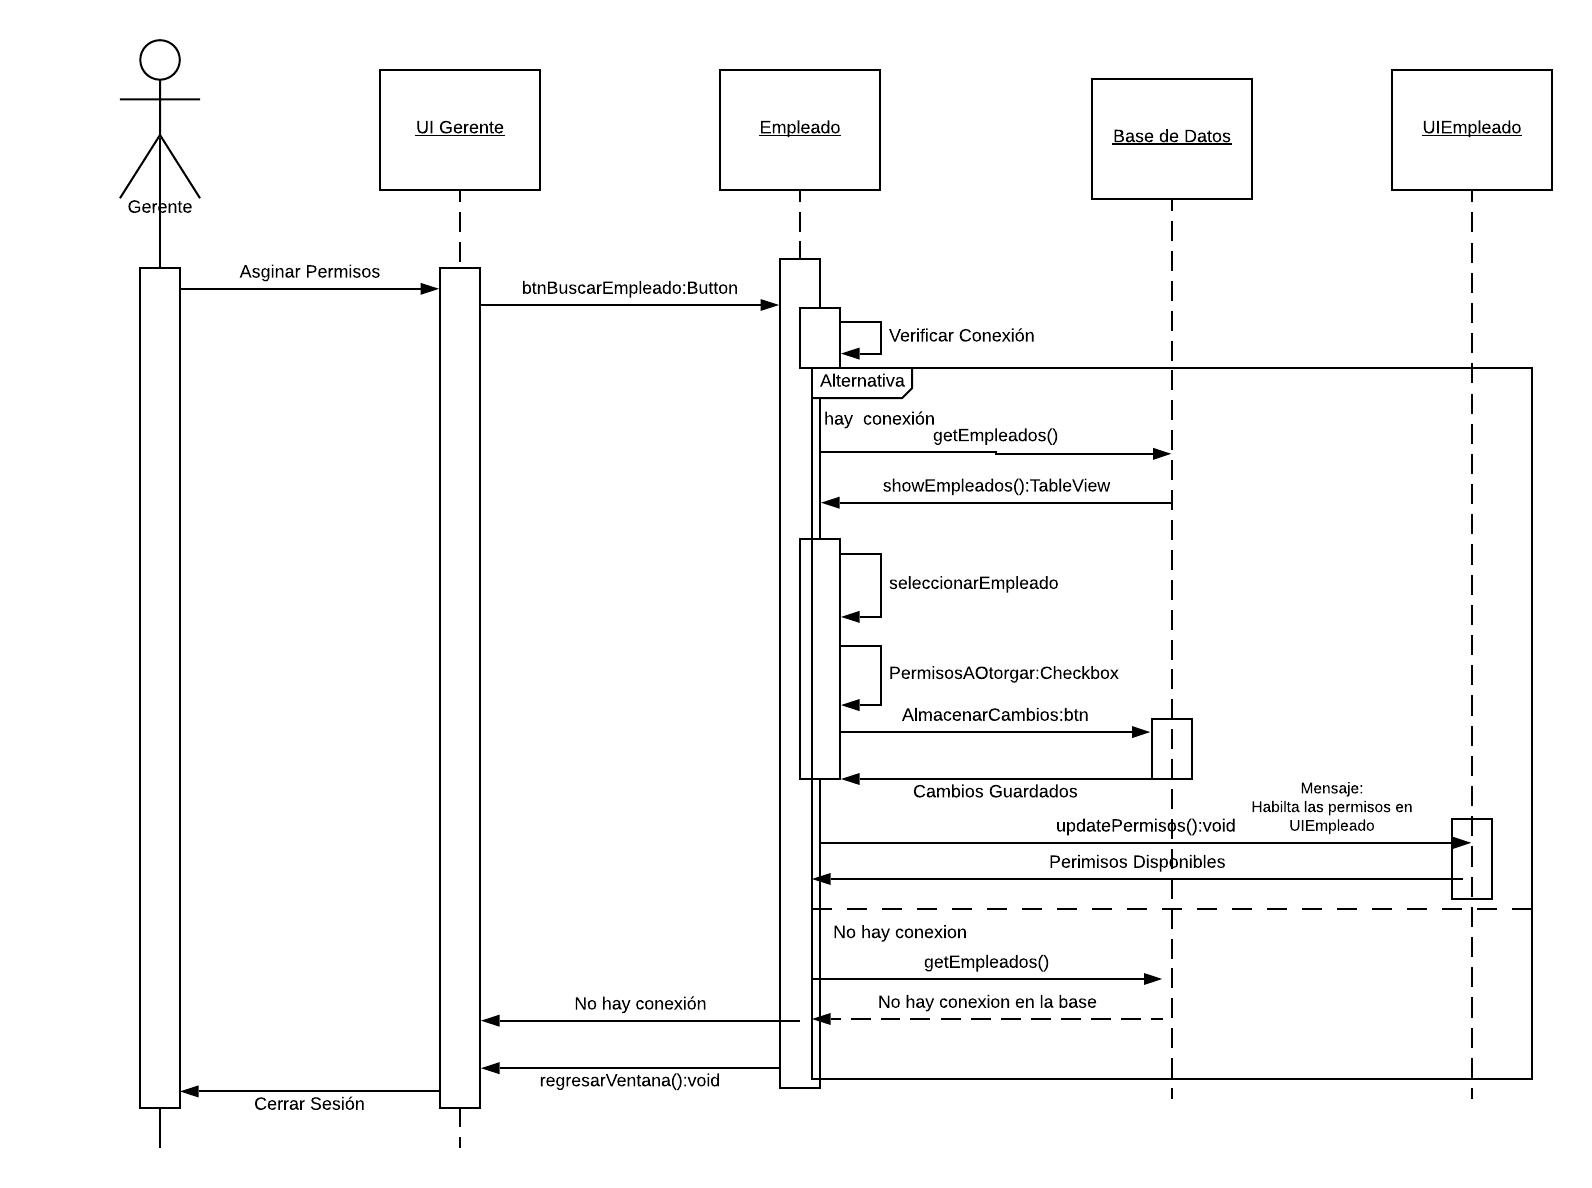 Gerente
UI Gerente
Empleado
Base de Datos
UIEmpleado
Asginar Permisos
btnBuscarEmpleado:Button
Verificar Conexión
Alternativa
hay conexión
getEmpleados()
showEmpleados():TableView
seleccionarEmpleado
PermisosAOtorgar:Checkbox
AlmacenarCambios:btn
Cambios Guardados
Mensaje:
Habilta las permisos en
UIEmpleado
updatePermisos():void
Perimisos Disponibles
No hay conexion
getEmpleados()
No hay conexion en la base
No hay conexión
regresarVentana():void
Cerrar Sesión